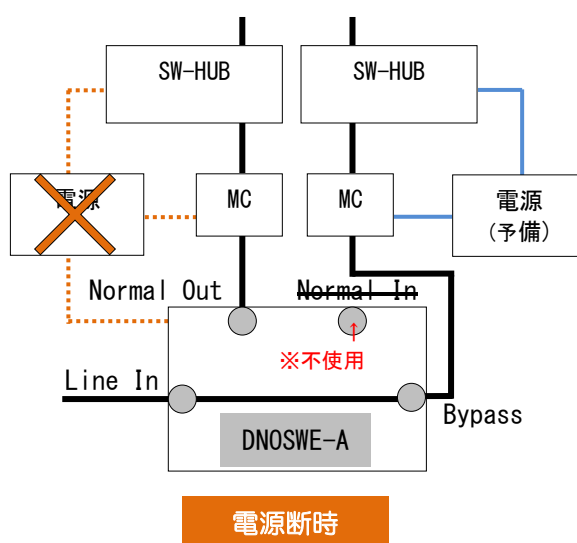 SW-HUB
SW-HUB
電源
MC
MC
電源
(予備)
Normal Out
Normal In
※不使用
Line In
Bypass
DNOSWE-A
電源断時